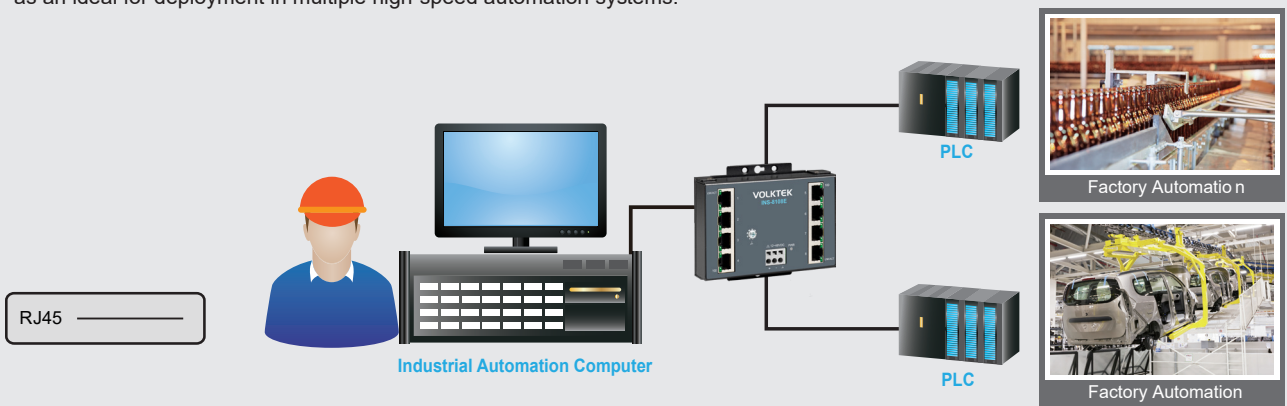 as an ideal for deployment in multiple high-speed automation systems.
PLC
Factory Automatio n
VOLKTEK
RJ45
Industrial Automation Computer
PLC
Factory Automation